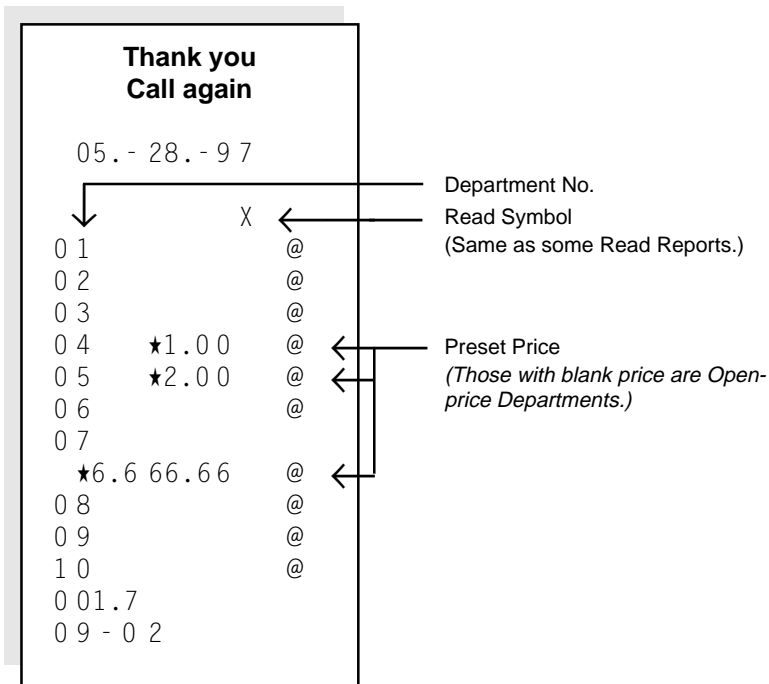 Thank you
Call again
05.-28.-97
Department No.
X
Read Symbol
01 @
(Same as some Read Reports.)
02 @
03 @
04 ★1.00 @
Preset Price
05 ★2.00 @
(Those with blank price are Open-
06 @
price Departments.)
07
★6.666.66 @
08 @
09 @
10 @
001.7
09-02